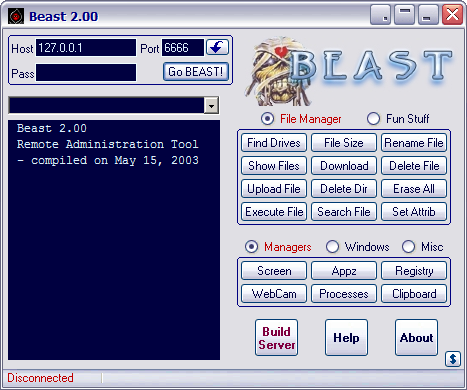 Beast 2.00
Host 127.0.0.1 Port 6666
Pass Go BEAST!
BEAST
Beast 2.00
Remote Administration Tool
- compiled on May 15, 2003
File Manager Fun Stuff
Find Drives File Size Rename File
Show Files Download Delete File
Upload File Delete Dir Erase All
Execute File Search File Set Attrib
Managers Windows Misc
Screen Appz Registry
WebCam Processes Clipboard
Build
Server
Help About
Disconnected